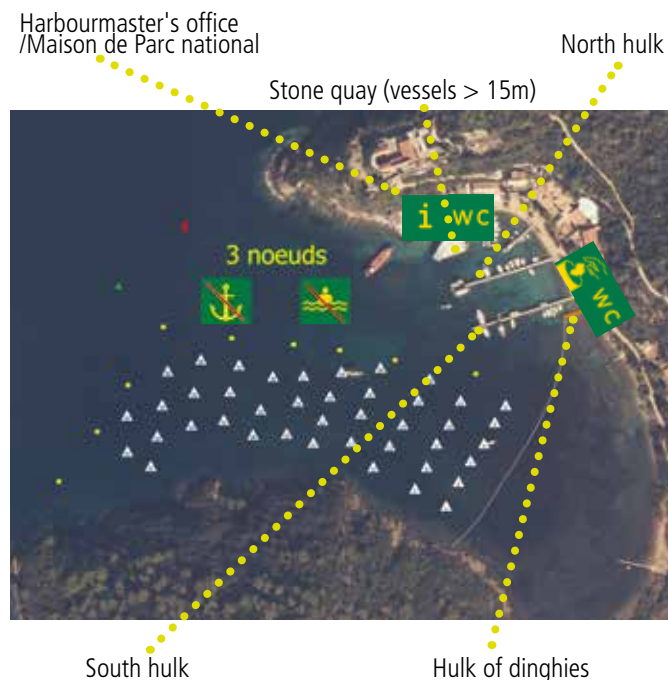 Harbourmaster's office
/Maison de Parc national
North hulk
Stone quay (vessels > 15m)
i WC
3 noeuds
WC
South hulk
Hulk of dinghies